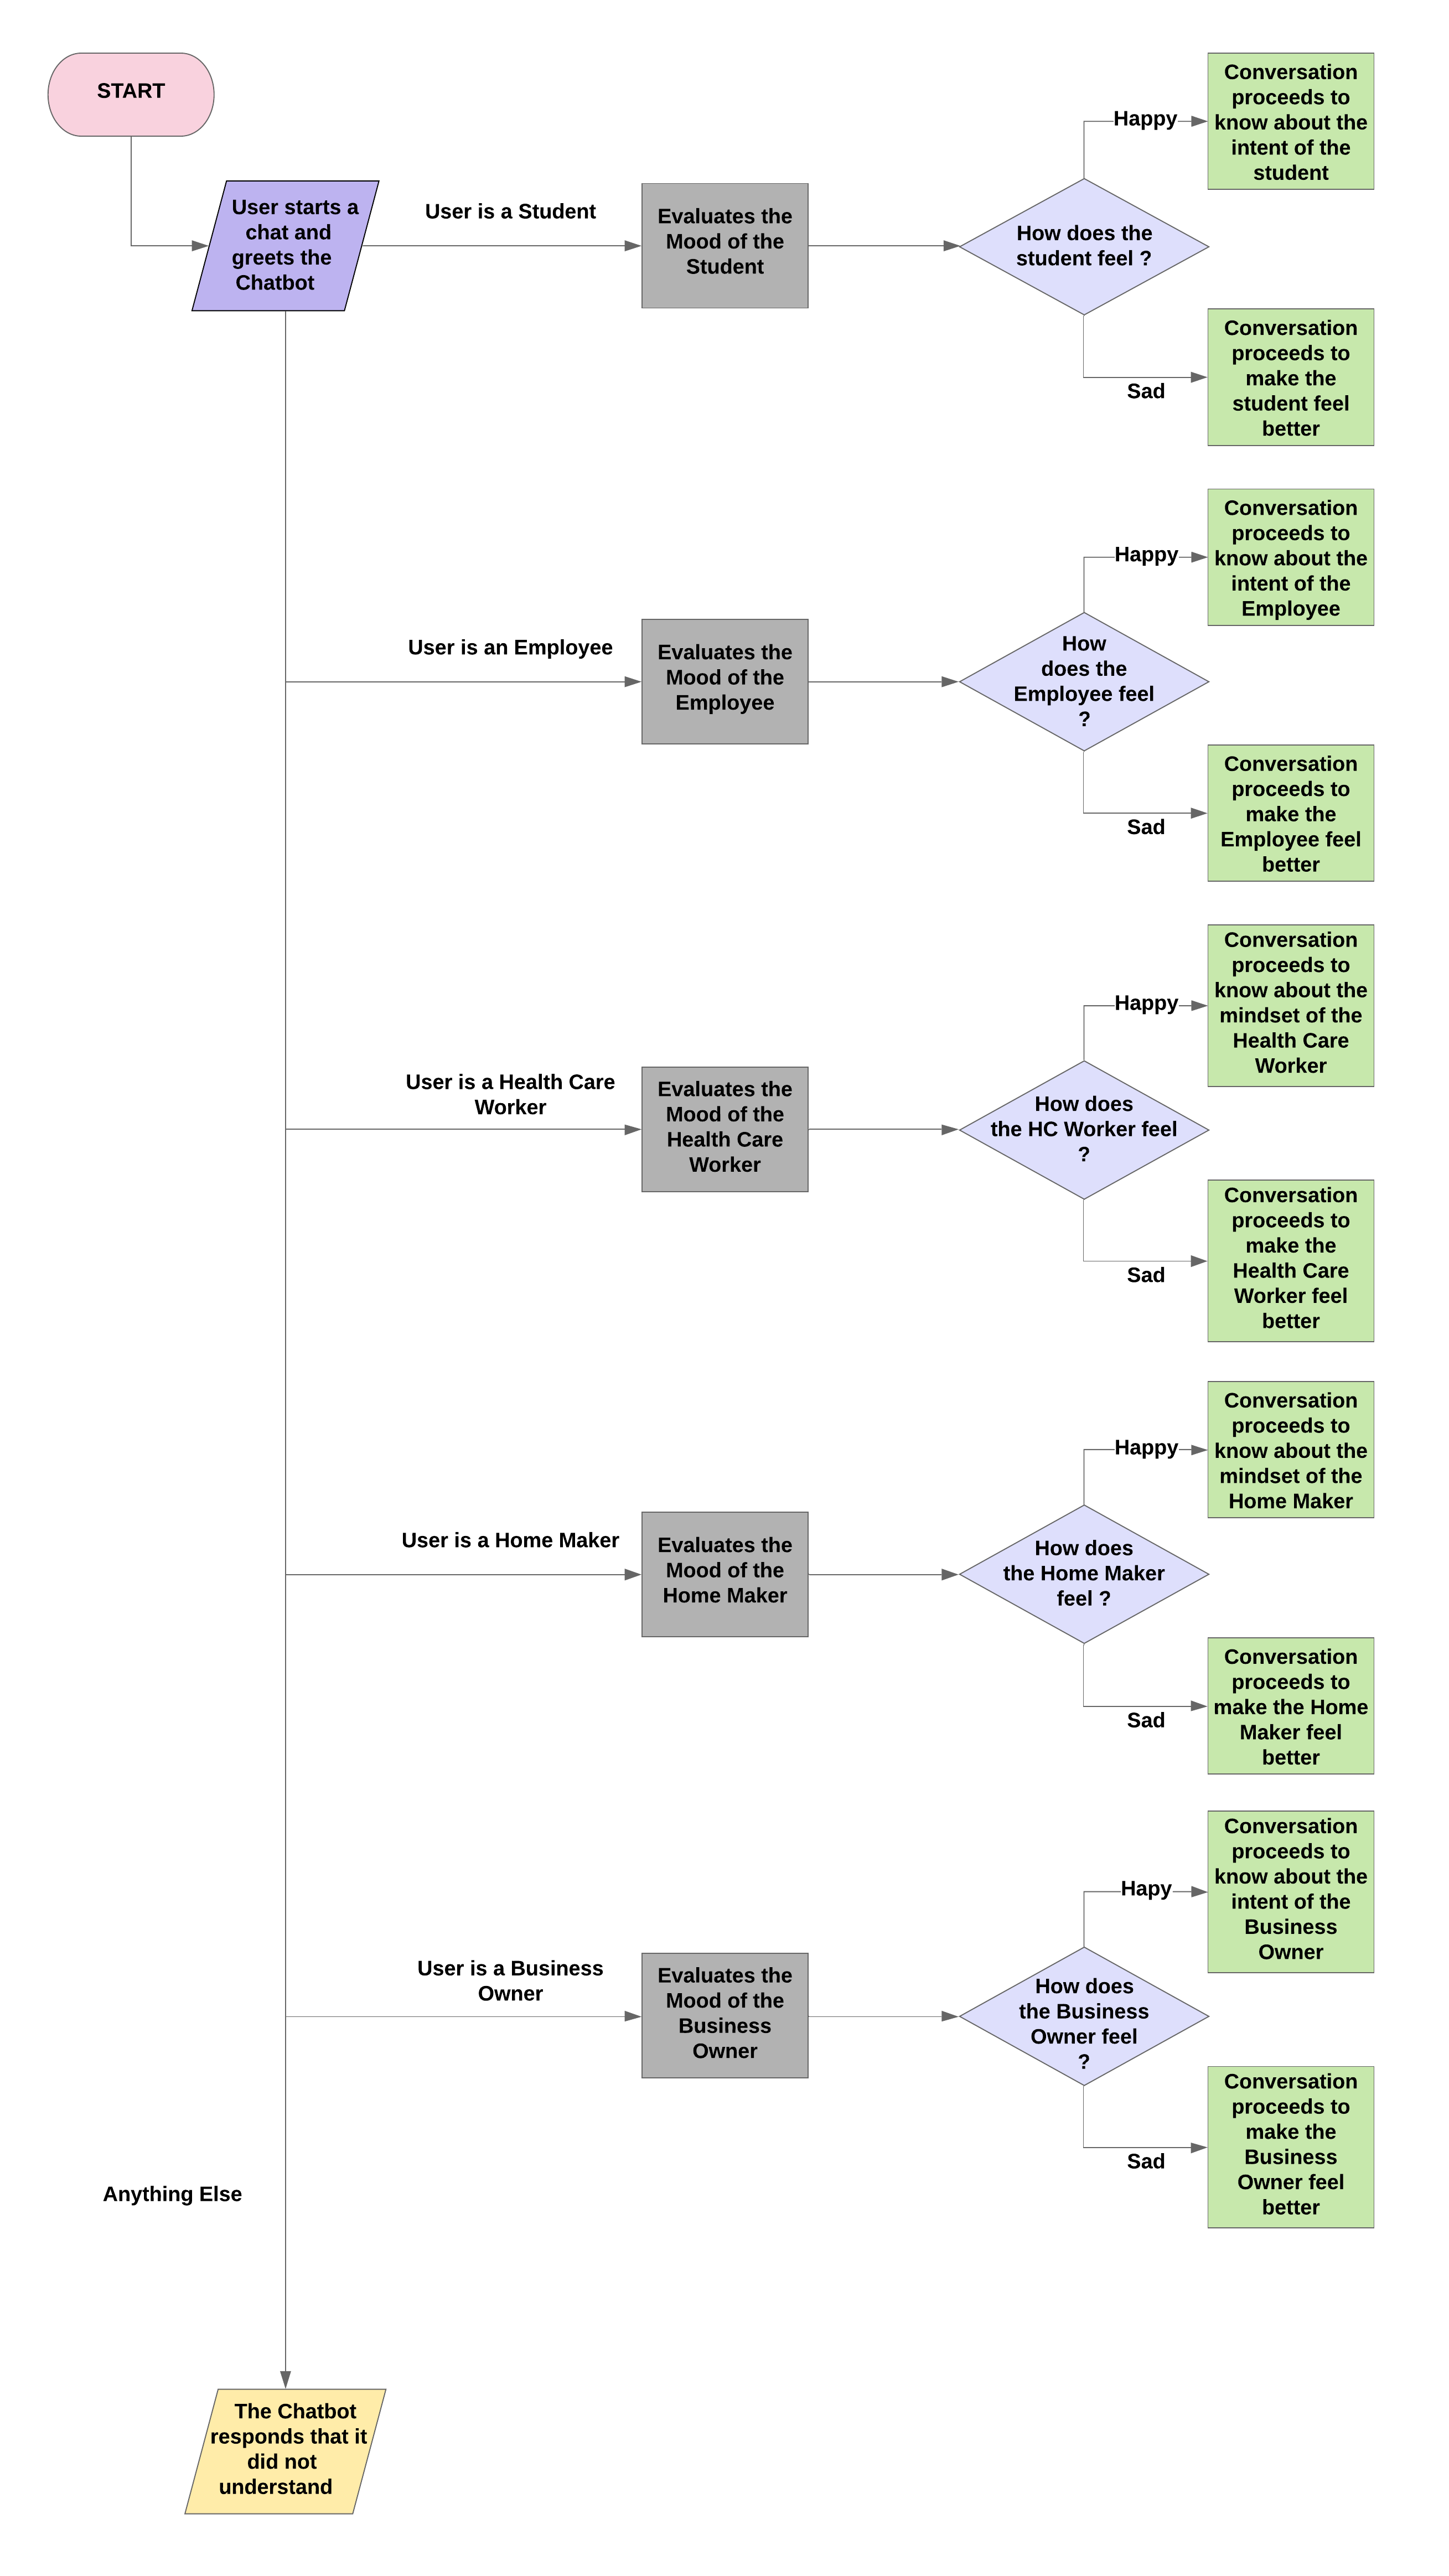 START
User starts a
chat and
greets the
Chatbot
User is a Student
Evaluates the
Mood of the
Student
How does the
student feel ?
Happy
Conversation
proceeds to
know about the
intent of the
student
Sad
Conversation
proceeds to
make the
student feel
better
User is an Employee
Evaluates the
Mood of the
Employee
How
does the
Employee feel
?
Happy
Conversation
proceeds to
know about the
intent of the
Employee
Sad
Conversation
proceeds to
make the
Employee feel
better
User is a Health Care
Worker
Evaluates the
Mood of the
Health Care
Worker
How does
the HC Worker feel
?
Happy
Conversation
proceeds to
know about the
mindset of the
Health Care
Worker
Sad
Conversation
proceeds to
make the
Health Care
Worker feel
better
User is a Home Maker
Evaluates the
Mood of the
Home Maker
How does
the Home Maker
feel ?
Happy
Conversation
proceeds to
know about the
mindset of the
Home Maker
Sad
Conversation
proceeds to
make the Home
Maker feel
better
User is a Business
Owner
Evaluates the
Mood of the
Business
Owner
How does
the Business
Owner feel
?
Hapy
Conversation
proceeds to
know about the
intent of the
Business
Owner
Sad
Conversation
proceeds to
make the
Business
Owner feel
better
Anything Else
The Chatbot
responds that it
did not
understand